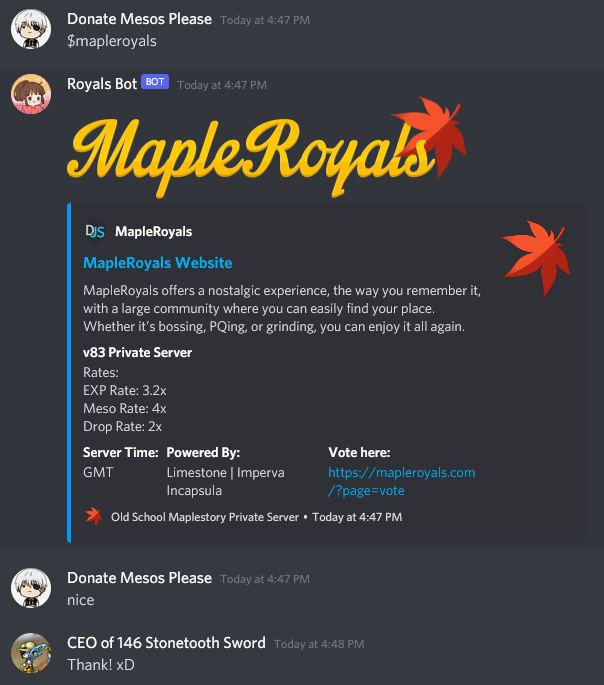 Donate Mesos Please Today at 4:47 PM
$mapleroyals
Royals Bot BOT Today at 4:47 PM
MapleRoyals
DJS MapleRoyals
MapleRoyals Website
MapleRoyals offers a nostalgic experience, the way you remember it,
with a large community where you can easily find your place.
Whether it's bossing, PQing, or grinding, you can enjoy it all again.
v83 Private Server
Rates:
EXP Rate: 3.2x
Meso Rate: 4x
Drop Rate: 2x
Server Time: Powered By: Vote here:
GMT Limestone | Imperva https://mapleroyals.com
Incapsula /?page=vote
Old School Maplestory Private Server • Today at 4:47 PM
Donate Mesos Please Today at 4:47 PM
nice
CEO of 146 Stonetooth Sword Today at 4:48 PM
Thank! xD